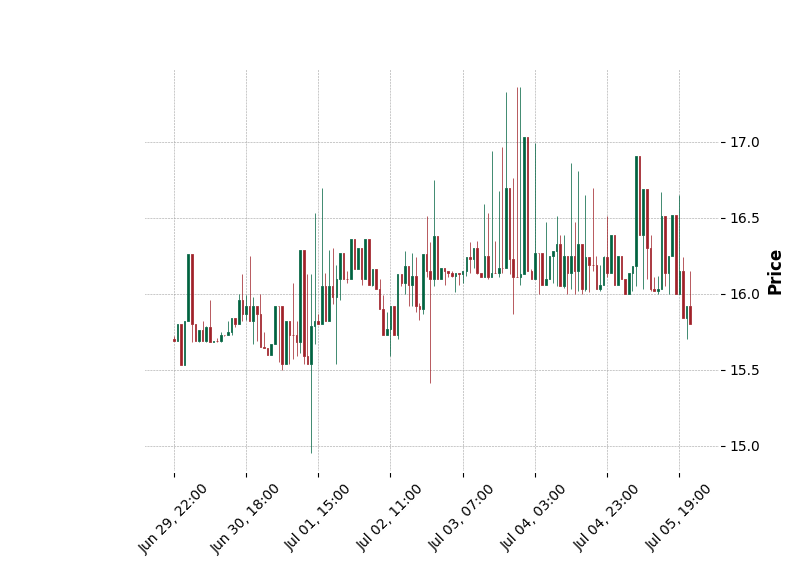 17.0
16.5
16.0
15.5
15.0
Price
Jun 29, 22:00
Jun 30, 18:00
Jul 01, 15:00
Jul 02, 11:00
Jul 03, 07:00
Jul 04, 03:00
Jul 04, 23:00
Jul 05, 19:00